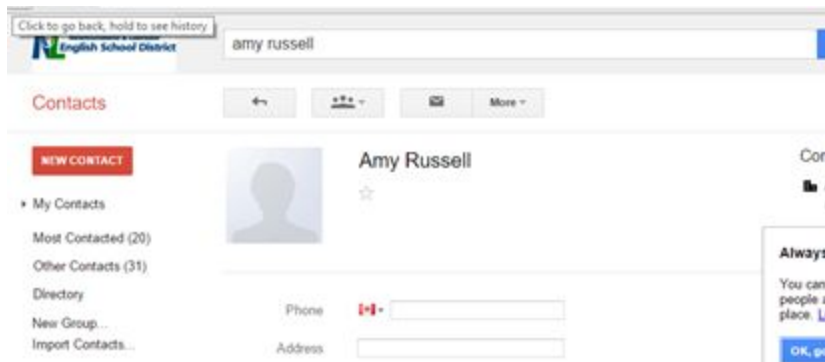 Click to go back, hold to see history
English School District
amy russell
Contacts
More
NEW CONTACT
Amy Russell
My Contacts
Most Contacted (20)
Other Contacts (31)
Directory
New Group...
Import Contacts...
Phone
Address
Always
You can
people
place.
OK,